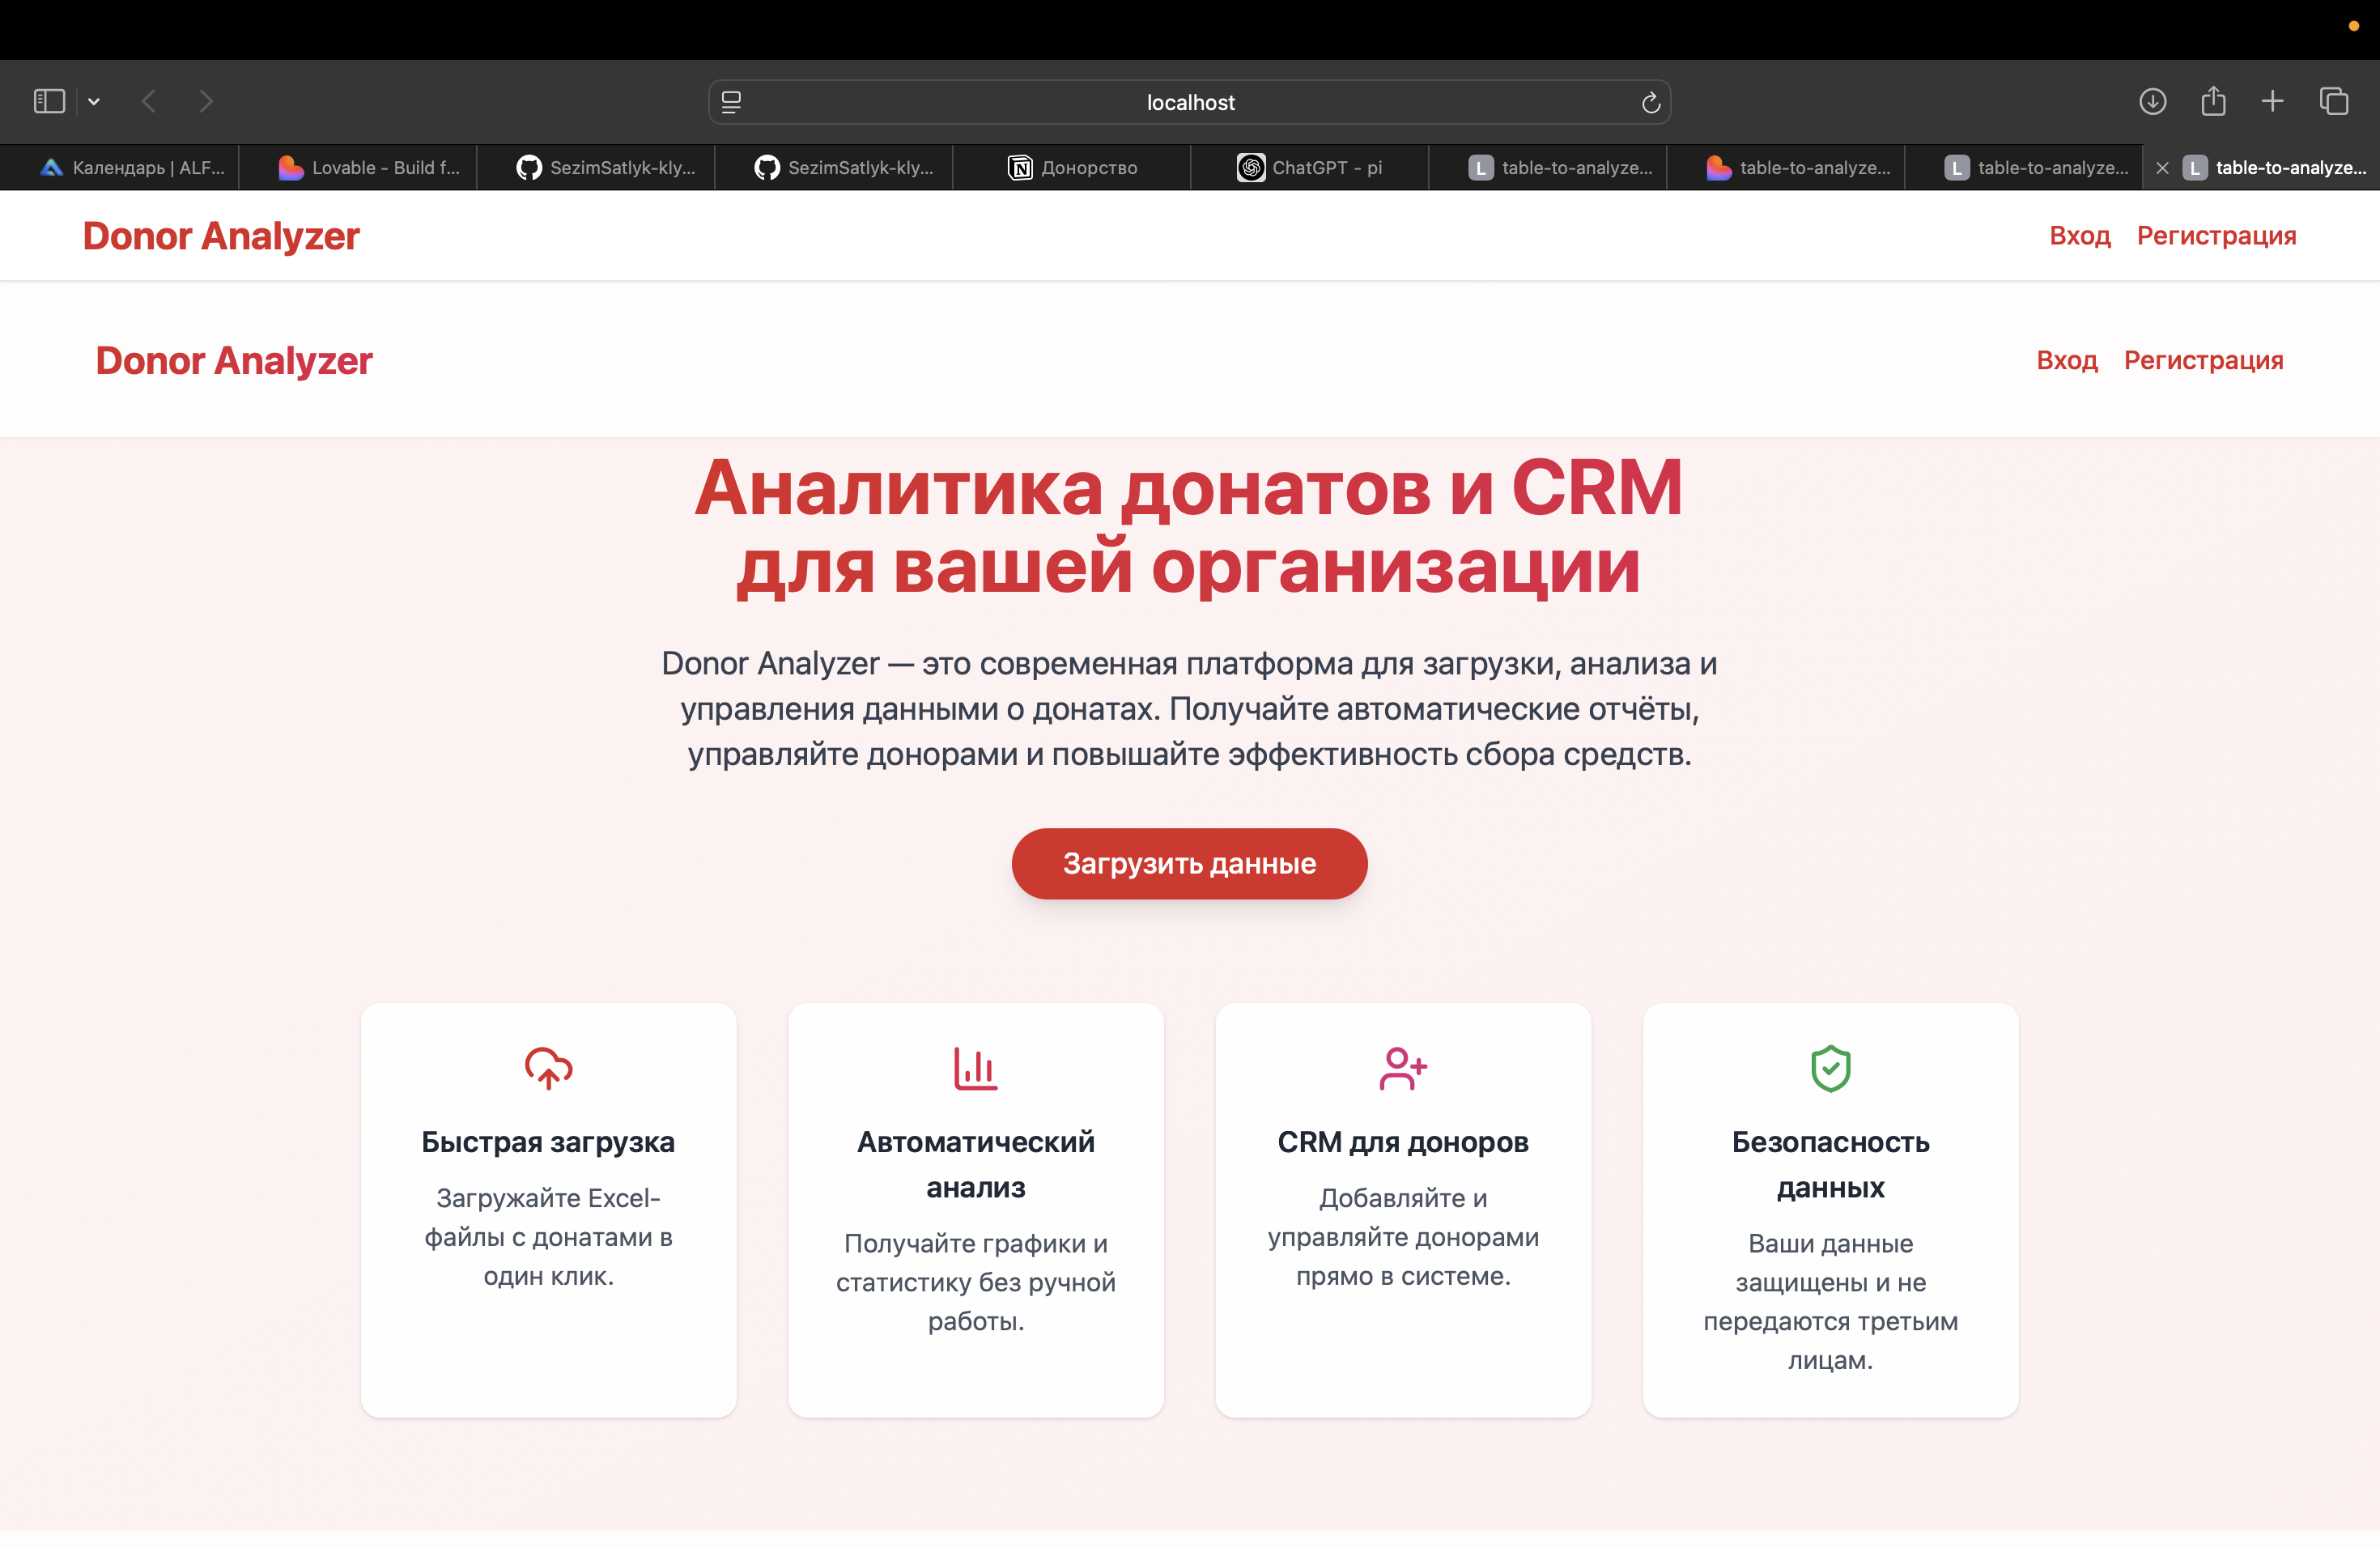 localhost
Календарь | ALF...
Lovable - Build f...
SezimSatlyk-kly...
SezimSatlyk-kly...
Донорство
ChatGPT - pi
L table-to-analyze...
table-to-analyze...
L table-to-analyze...
L table-to-analyze...
Donor Analyzer
Вход Регистрация
Donor Analyzer
Вход Регистрация
Аналитика донатов и CRM
для вашей организации
Donor Analyzer — это современная платформа для загрузки, анализа и
управления данными о донатах. Получайте автоматические отчёты,
управляйте донорами и повышайте эффективность сбора средств.
Загрузить данные
Быстрая загрузка
Загружайте Excel-
файлы с донатами в
один клик.
Автоматический
анализ
Получайте графики и
статистику без ручной
работы.
CRM для доноров
Добавляйте и
управляйте донорами
прямо в системе.
Безопасность
данных
Ваши данные
защищены и не
передаются третьим
лицам.